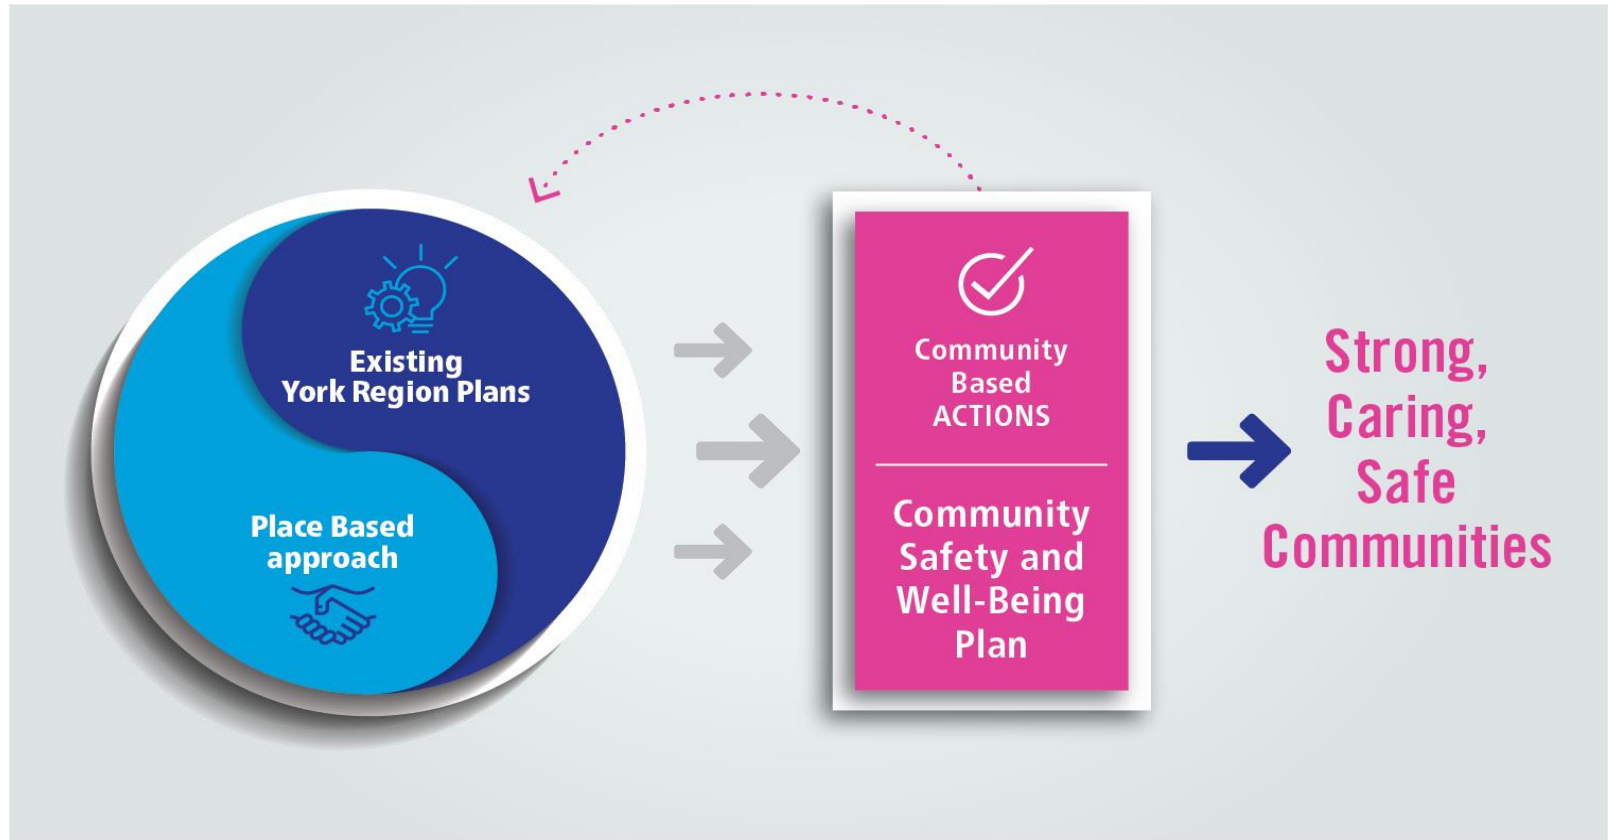 Existing
York Region Plans
Place Based
approach
Community
Based
ACTIONS
Community
Safety and
Well-Being
Plan
Strong,
Caring,
Safe
Communities